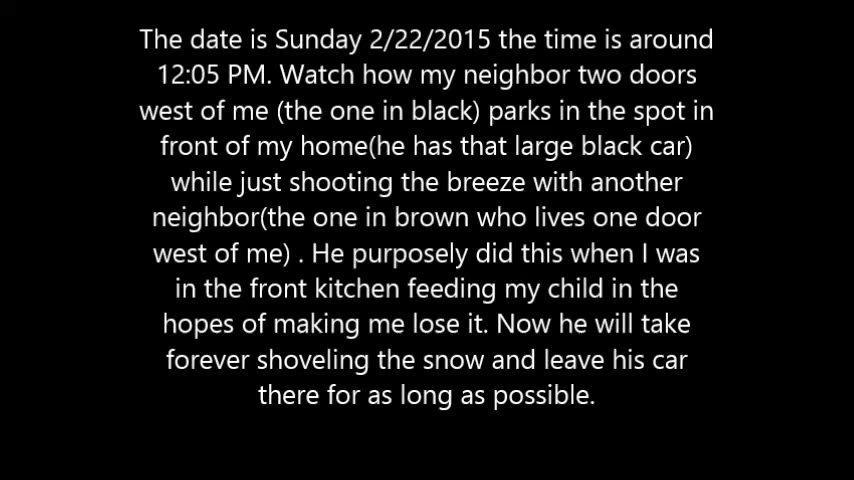 The date is Sunday 2/22/2015 the time is around
12:05 PM. Watch how my neighbor two doors
west of me (the one in black) parks in the spot in
front of my home(he has that large black car)
while just shooting the breeze with another
neighbor(the one in brown who lives one door
west of me) . He purposely did this when I was
in the front kitchen feeding my child in the
hopes of making me lose it. Now he will take
forever shoveling the snow and leave his car
there for as long as possible.